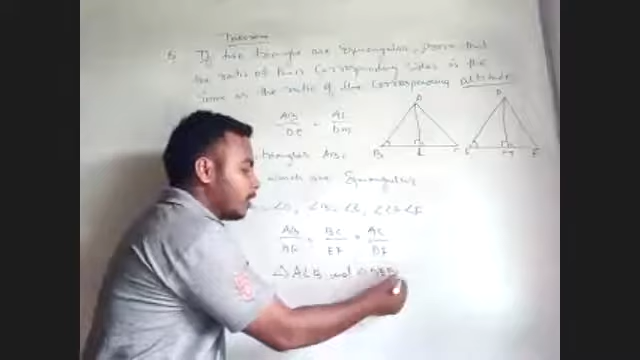 Theorem
5. If two triangle are equiangular, prove that
the ratio of their corresponding sides is the
same as the ratio of the corresponding altitude
AB/DE = AL/DM
A D
B L C E M F
triangles ABC
which are equiangular
∠D, ∠B = ∠E, ∠C = ∠F
AB/DE = BC/EF = AC/DF
△ ALB and △